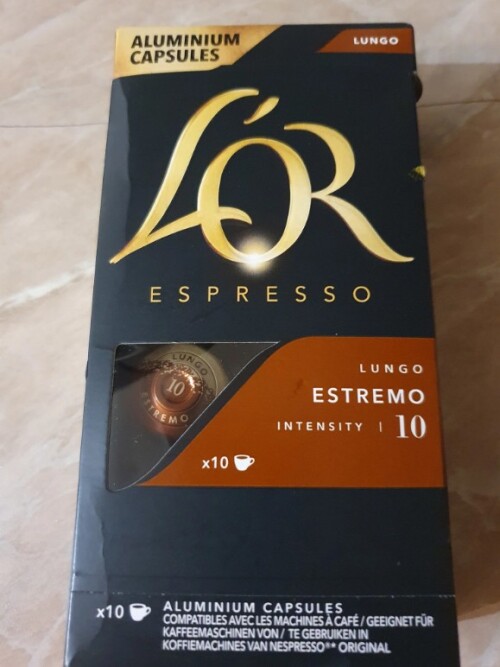 ALUMINIUM
CAPSULES
LUNGO
L'OR
ESPRESSO
LUNGO
10
ESTREMO
LUNGO
ESTREMO
INTENSITY | 10
x10
x10
ALUMINIUM CAPSULES
COMPATIBLES AVEC LES MACHINES À CAFÉ / GEEIGNET FÜR
KAFFEEMASCHINEN VON / TE GEBRUIKEN IN
KOFFIEMACHINES VAN NESPRESSO®* ORIGINAL